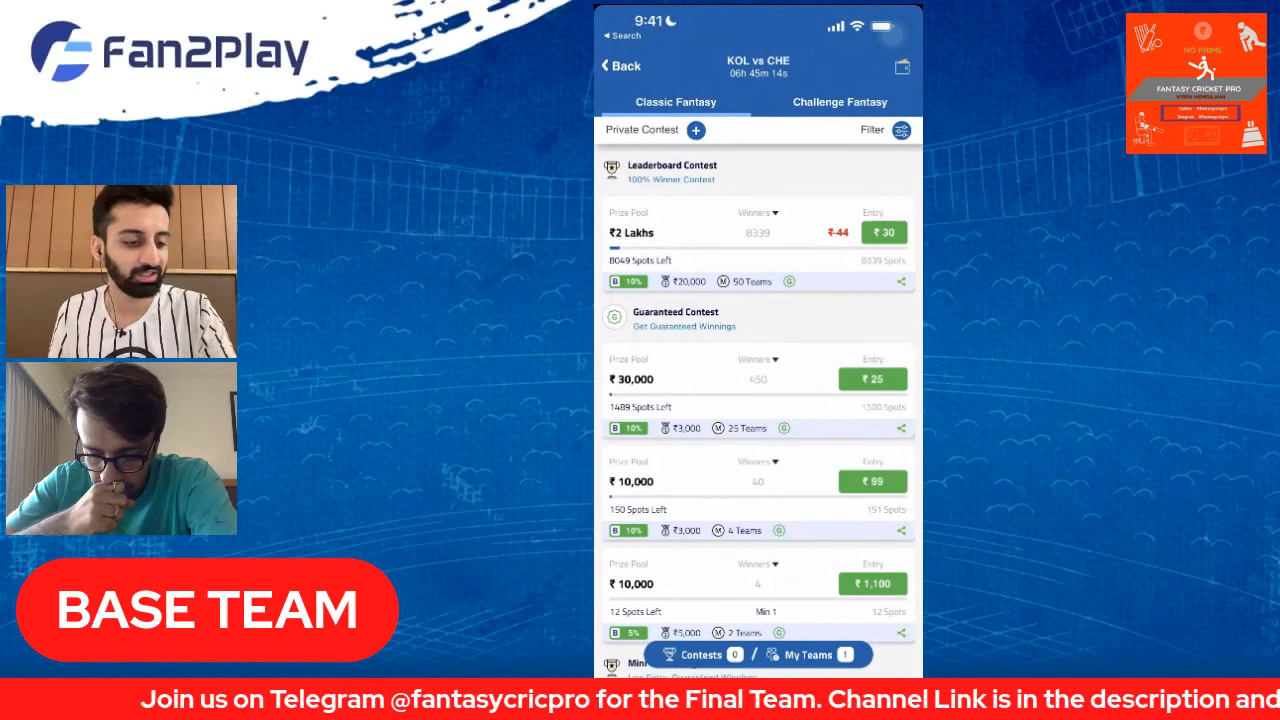 Fan2Play
9:41
Search
Back
KOL vs CHE
06h 45m 14s
Classic Fantasy
Challenge Fantasy
Private Contest
Filter
Leaderboard Contest
100% Winner Contest
Prize Pool
Winners
Entry
₹2 Lakhs
8339
₹ 44
₹ 30
8049 Spots Left
8339 Spots
B 10%
₹20,000
M 50 Teams
G
G
Guaranteed Contest
Get Guaranteed Winnings
Prize Pool
Winners
Entry
₹ 30,000
450
₹ 25
1489 Spots Left
1500 Spots
B 10%
₹3,000
M 25 Teams
G
Prize Pool
Winners
Entry
₹ 10,000
40
₹ 99
150 Spots Left
151 Spots
B 10%
₹3,000
M 4 Teams
G
Prize Pool
Winners
Entry
₹ 10,000
4
₹ 1,100
12 Spots Left
Min 1
12 Spots
B 5%
₹5,000
M 2 Teams
G
Contests 0 / My Teams 1
NO PRIME
FANTASY CRICKET PRO
BASE TEAM
Join us on Telegram @fantasycricpro for the Final Team. Channel Link is in the description and